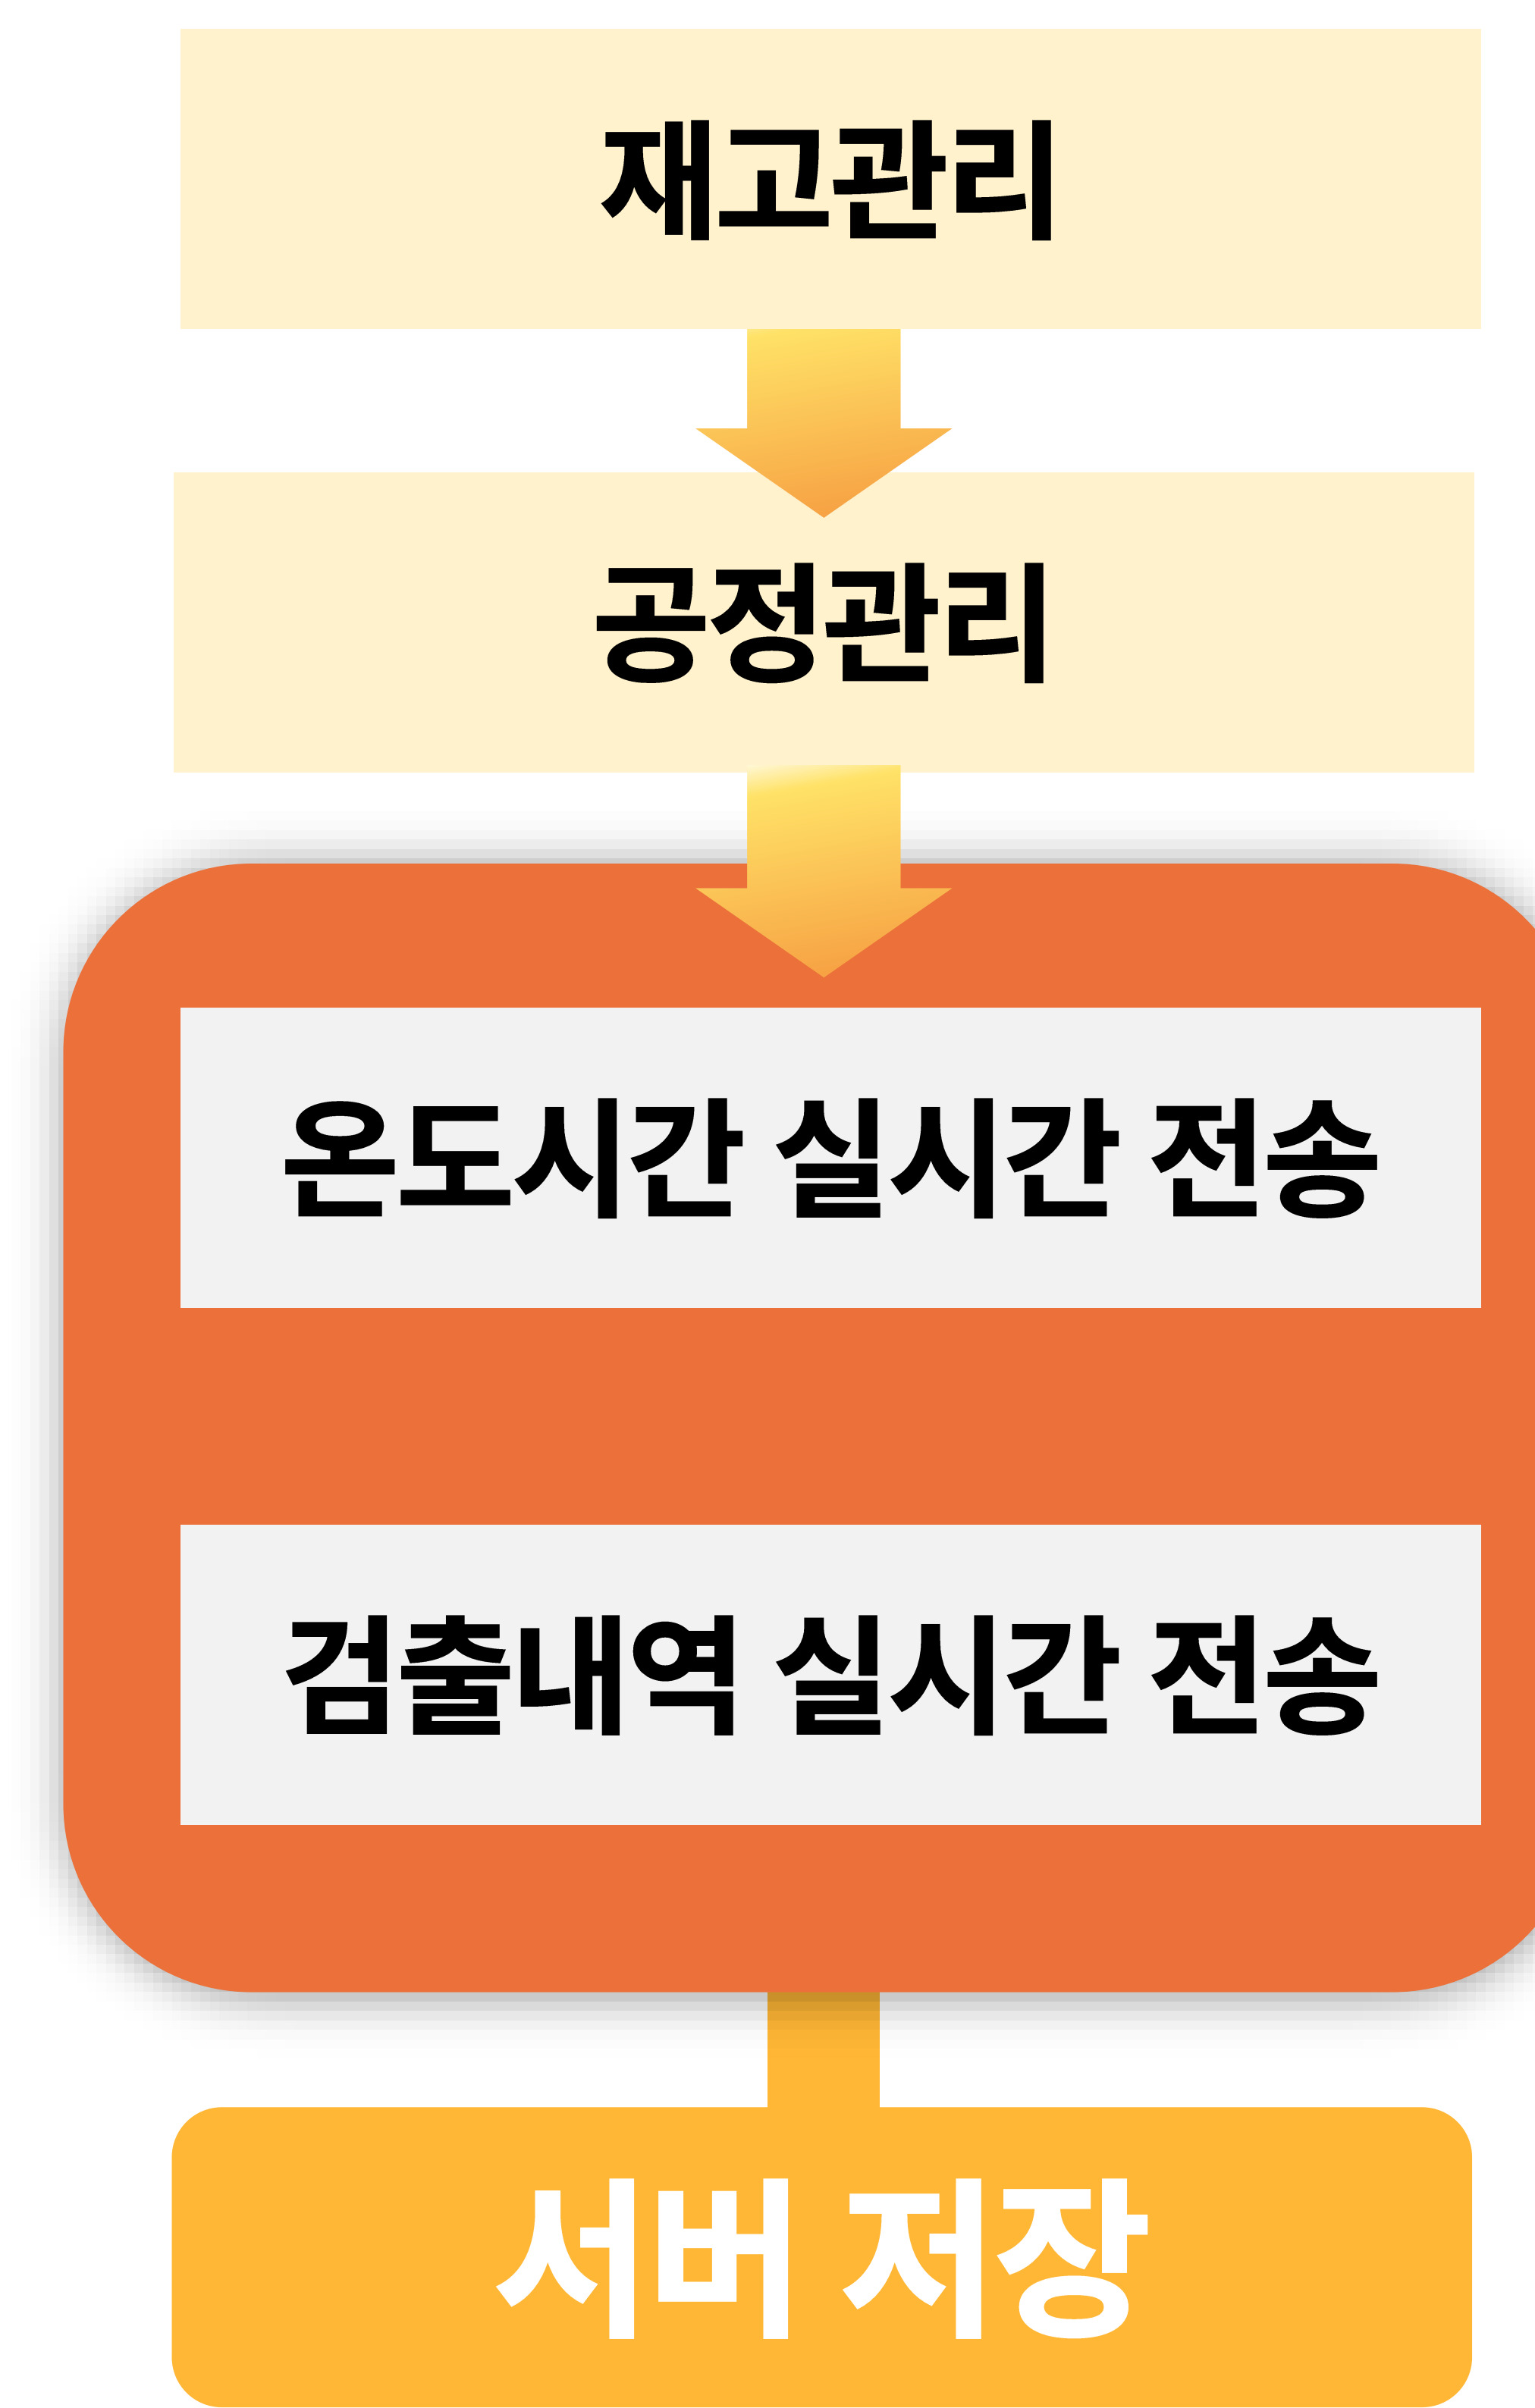 재고관리
공정관리
온도시간 실시간 전송
검출내역 실시간 전송
서버 저장